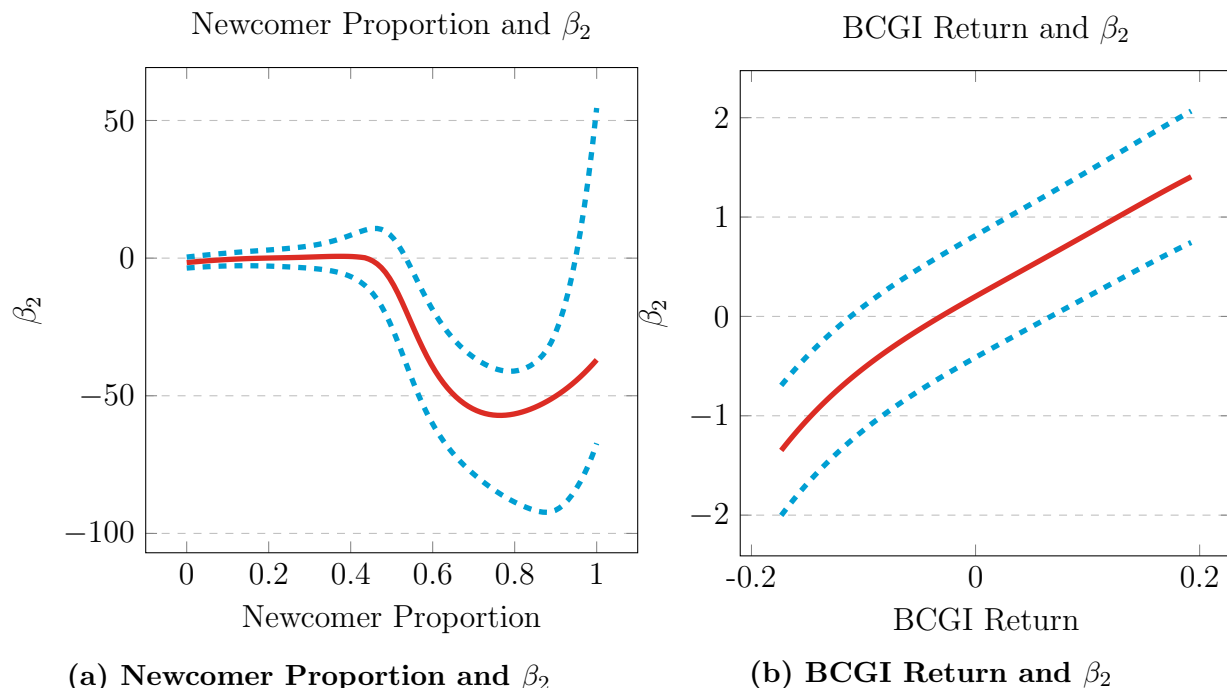 Newcomer Proportion and β₂
50
0
−50
−100
β₂
0 0.2 0.4 0.6 0.8 1
Newcomer Proportion
(a) Newcomer Proportion and β₂
BCGI Return and β₂
2
1
0
−1
−2
β₂
-0.2 0 0.2
BCGI Return
(b) BCGI Return and β₂